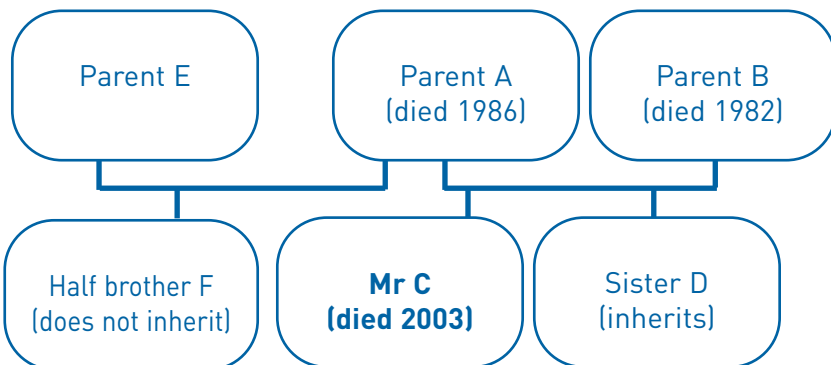 Parent E
Parent A
(died 1986)
Parent B
(died 1982)
Half brother F
(does not inherit)
Mr C
(died 2003)
Sister D
(inherits)